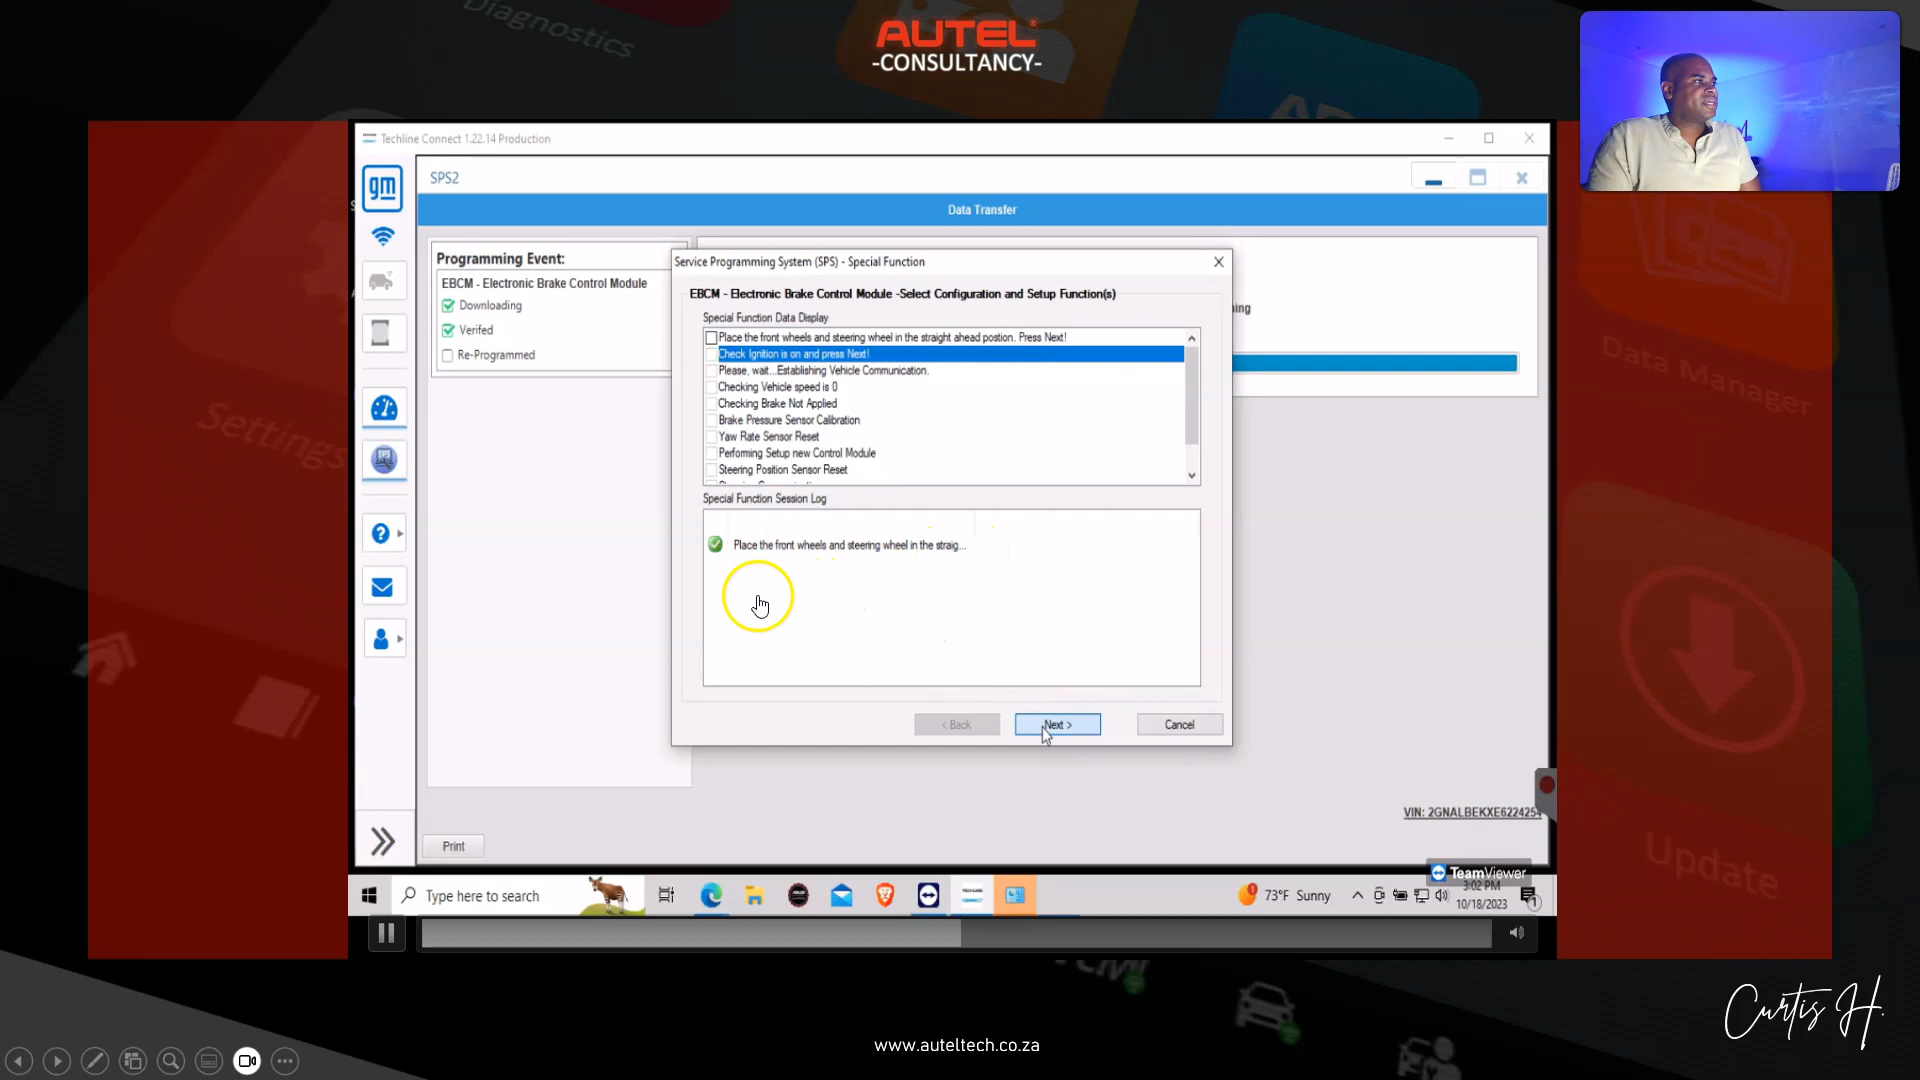 Diagnostics
AUTEL
-CONSULTANCY-
Techline Connect 1.22.14 Production
gm
SPS2
Data Transfer
Programming Event:
EBCM - Electronic Brake Control Module
Downloading
Verifed
Re-Programmed
Service Programming System (SPS) - Special Function
EBCM - Electronic Brake Control Module -Select Configuration and Setup Function(s)
Special Function Data Display
Place the front wheels and steering wheel in the straight ahead postion. Press Next!
Check Ignition is on and press Next!
Please, wait...Establishing Vehicle Communication.
Checking Vehicle speed is 0
Checking Brake Not Applied
Brake Pressure Sensor Calibration
Yaw Rate Sensor Reset
Performing Setup new Control Module
Steering Position Sensor Reset
Special Function Session Log
Place the front wheels and steering wheel in the straig...
< Back
Next >
Cancel
Settings
Data Manager
Update
VIN: 2GNALBEKXE6224254
Print
TeamViewer
Type here to search
73°F Sunny
3:02 PM
10/18/2023
Curtis H.
www.auteltech.co.za